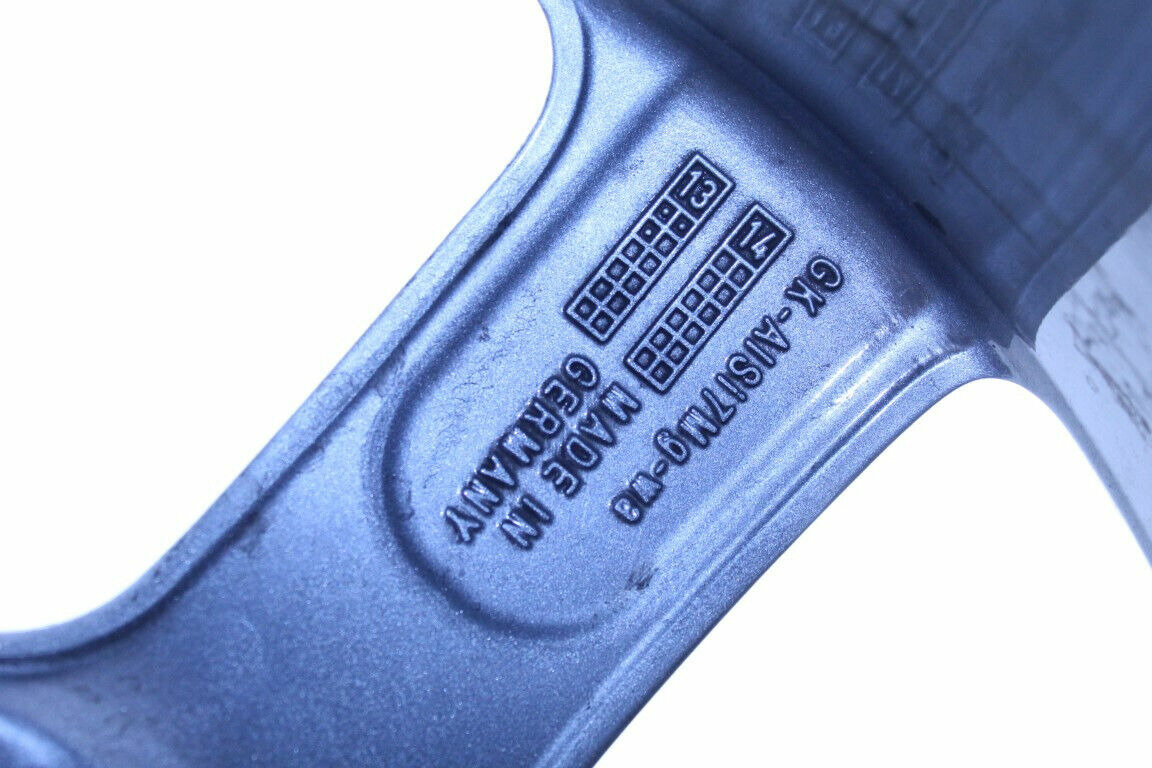 13
14
GK-AlSi7Mg-wa
MADE IN
GERMANY